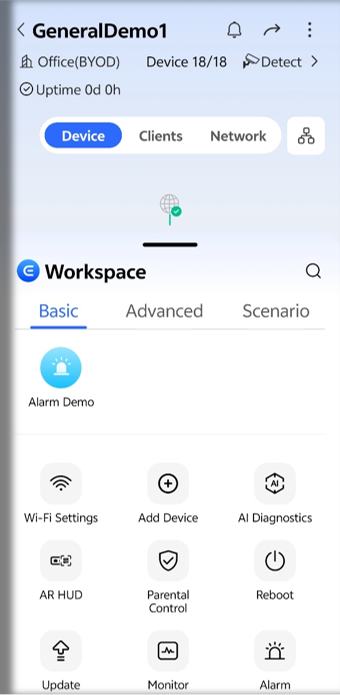 GeneralDemo1
Office(BYOD) Device 18/18 Detect
Uptime 0d 0h
Device Clients Network
Workspace
Basic Advanced Scenario
Alarm Demo
Wi-Fi Settings Add Device AI Diagnostics
AR HUD Parental Control Reboot
Update Monitor Alarm